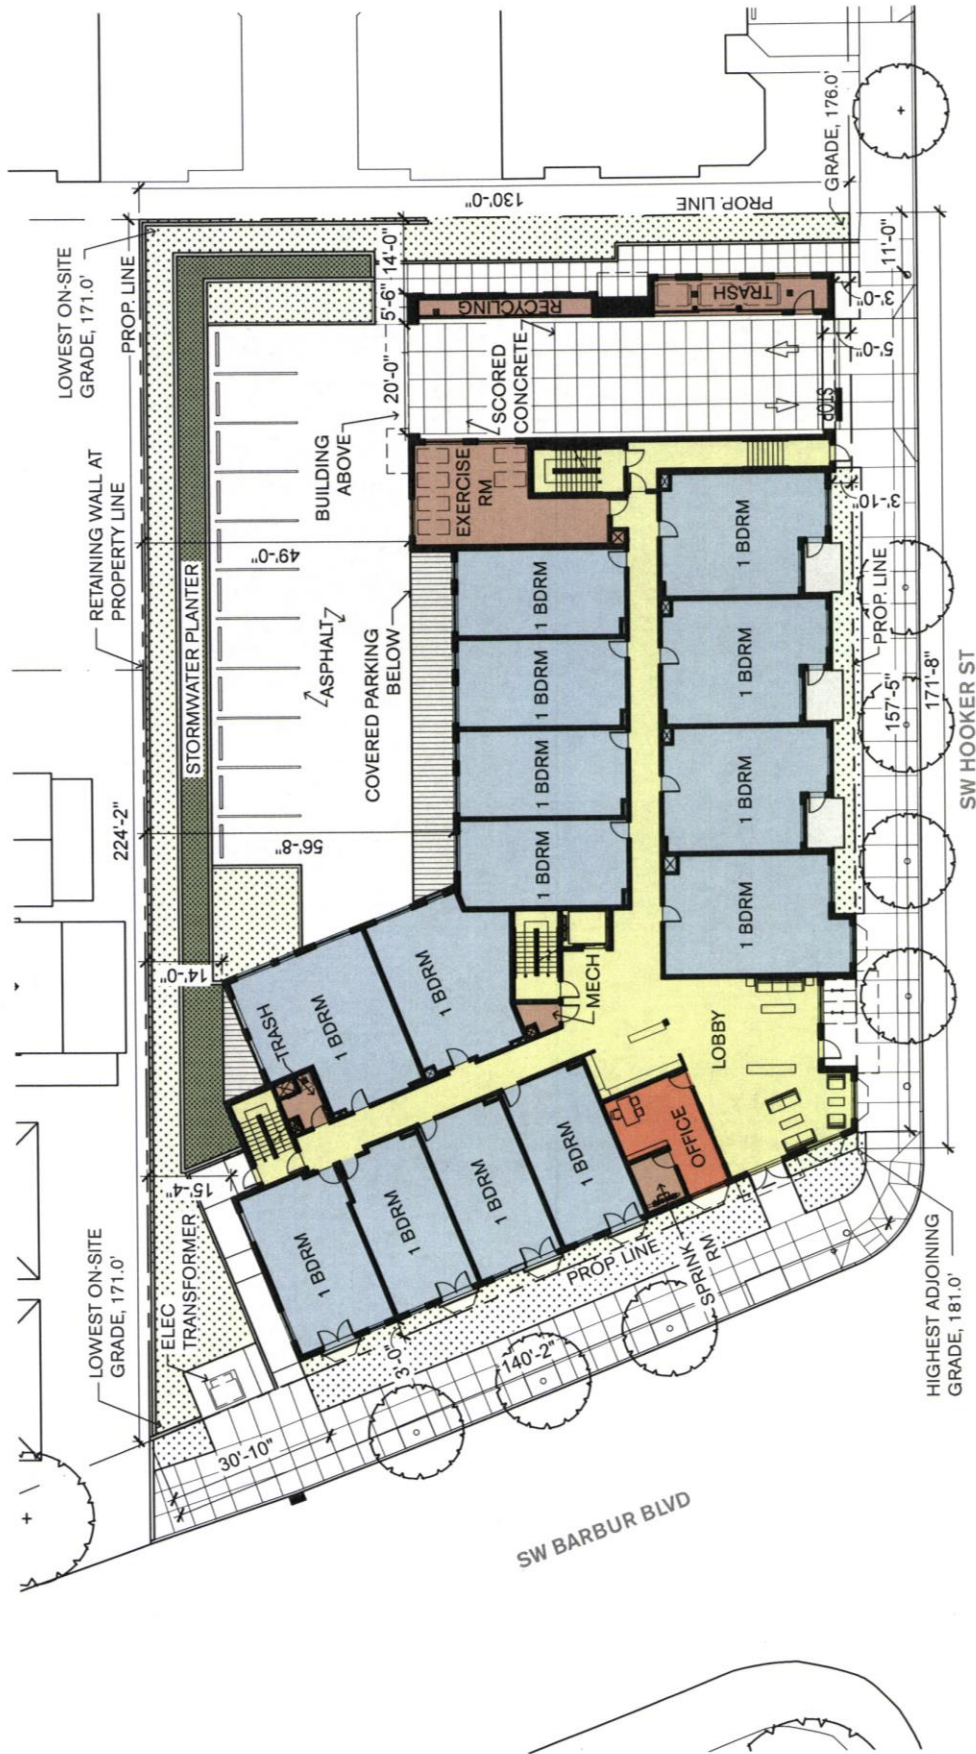 LOWEST ON-SITE
GRADE, 171.0'
PROP. LINE
RETAINING WALL AT
PROPERTY LINE
224'-2"
LOWEST ON-SITE
GRADE, 171.0'
ELEC
TRANSFORMER
15'-4"
14'-0"
STORMWATER PLANTER
56'-8"
49'-0"
ASPHALT
COVERED PARKING
BELOW
BUILDING
ABOVE
20'-0"
5'-6"
14'-0"
130'-0"
PROP. LINE
GRADE, 176.0'
RECYCLING
TRASH
SCORED
CONCRETE
STOP
11'-0"
3'-0"
5'-0"
3'-10"
EXERCISE
RM
1 BDRM
1 BDRM
1 BDRM
1 BDRM
1 BDRM
1 BDRM
1 BDRM
1 BDRM
1 BDRM
1 BDRM
TRASH
MECH
LOBBY
OFFICE
1 BDRM
1 BDRM
1 BDRM
1 BDRM
SPRINK
RM
PROP. LINE
3'-0"
140'-2"
30'-10"
PROP. LINE
157'-5"
171'-8"
SW HOOKER ST
SW BARBUR BLVD
HIGHEST ADJOINING
GRADE, 181.0'